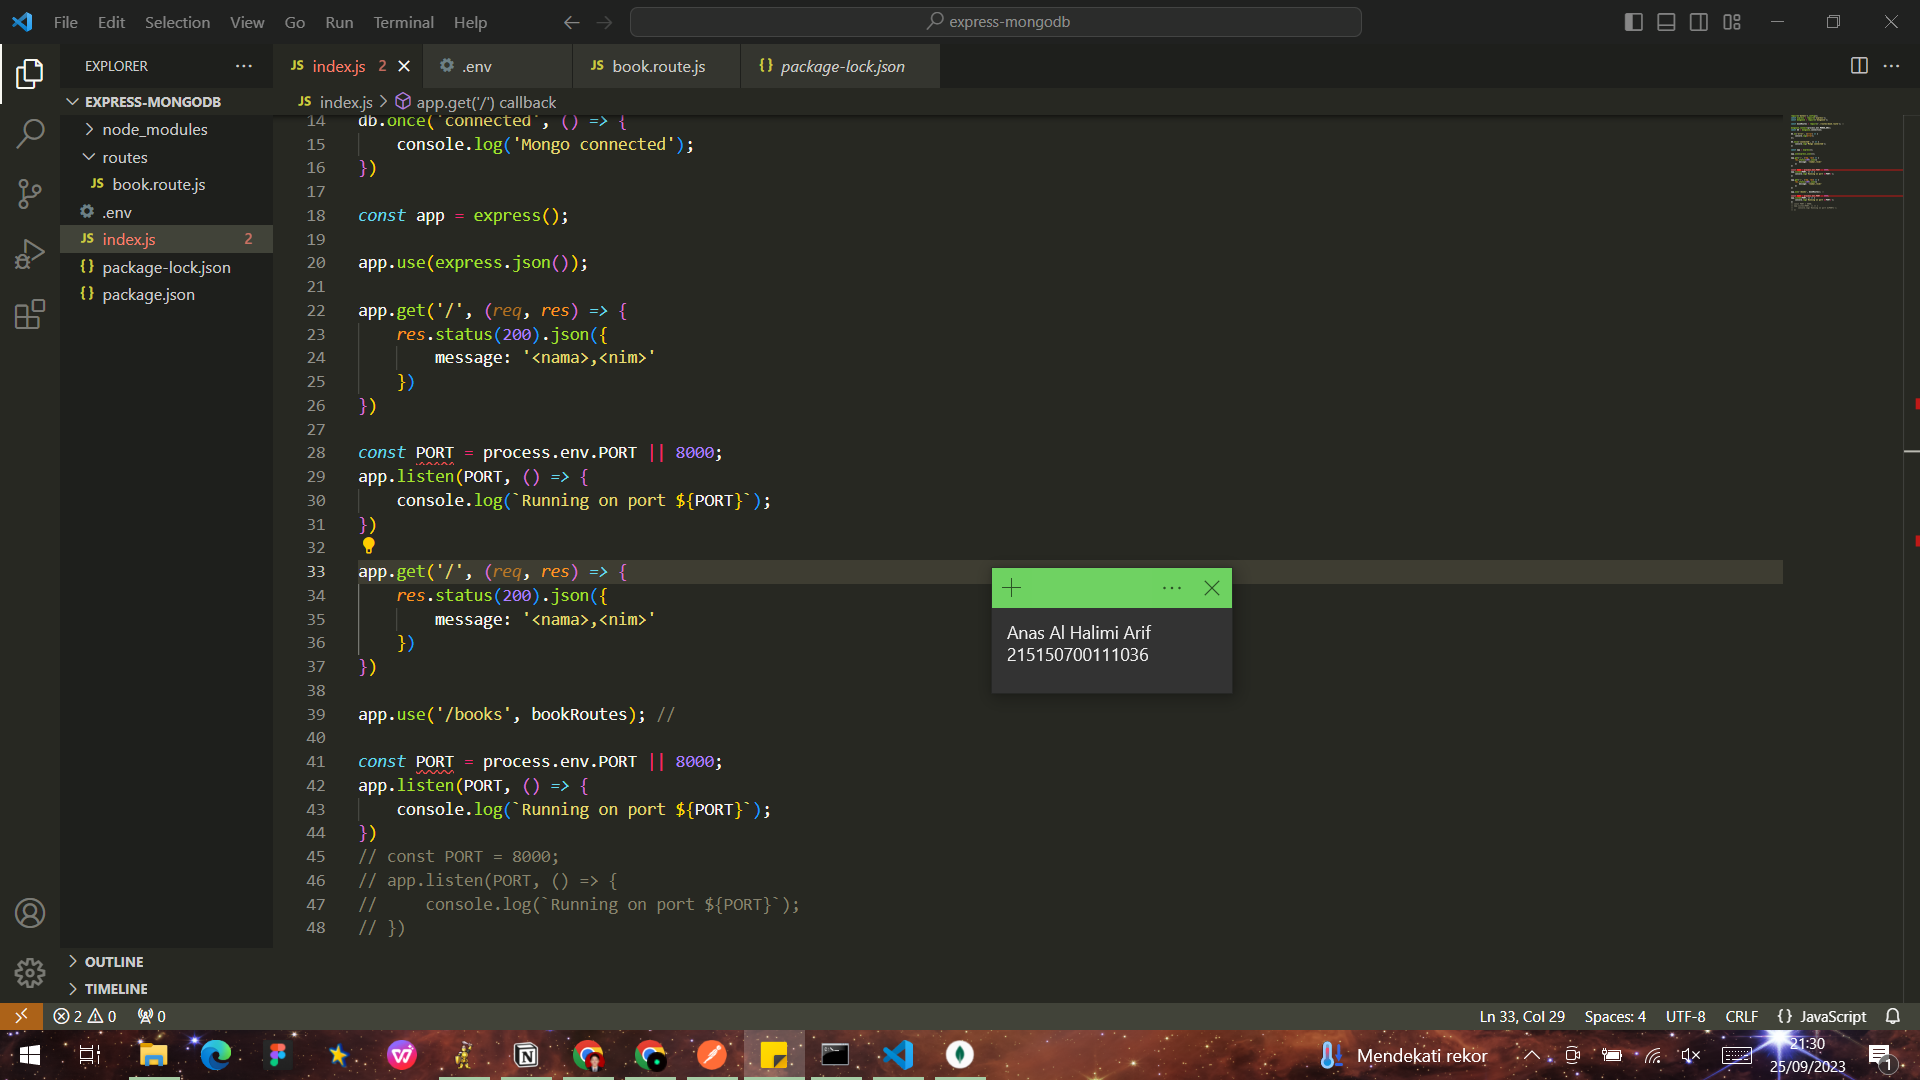 File Edit Selection View Go Run Terminal Help
express-mongodb
EXPLORER
EXPRESS-MONGODB
node_modules
routes
JS book.route.js
.env
JS index.js 2
{} package-lock.json
{} package.json
OUTLINE
TIMELINE
JS index.js 2
.env
JS book.route.js
{} package-lock.json
JS index.js > app.get('/') callback
14 db.once('connected', () => {
15 console.log('Mongo connected');
16 })
17
18 const app = express();
19
20 app.use(express.json());
21
22 app.get('/', (req, res) => {
23 res.status(200).json({
24 message: '<nama>,<nim>'
25 })
26 })
27
28 const PORT = process.env.PORT || 8000;
29 app.listen(PORT, () => {
30 console.log(`Running on port ${PORT}`);
31 })
32
33 app.get('/', (req, res) => {
34 res.status(200).json({
35 message: '<nama>,<nim>'
36 })
37 })
38
39 app.use('/books', bookRoutes); //
40
41 const PORT = process.env.PORT || 8000;
42 app.listen(PORT, () => {
43 console.log(`Running on port ${PORT}`);
44 })
45 // const PORT = 8000;
46 // app.listen(PORT, () => {
47 //     console.log(`Running on port ${PORT}`);
48 // })
Anas Al Halimi Arif
215150700111036
2 0 0
Ln 33, Col 29 Spaces: 4 UTF-8 CRLF {} JavaScript
Mendekati rekor
21:30
25/09/2023
1